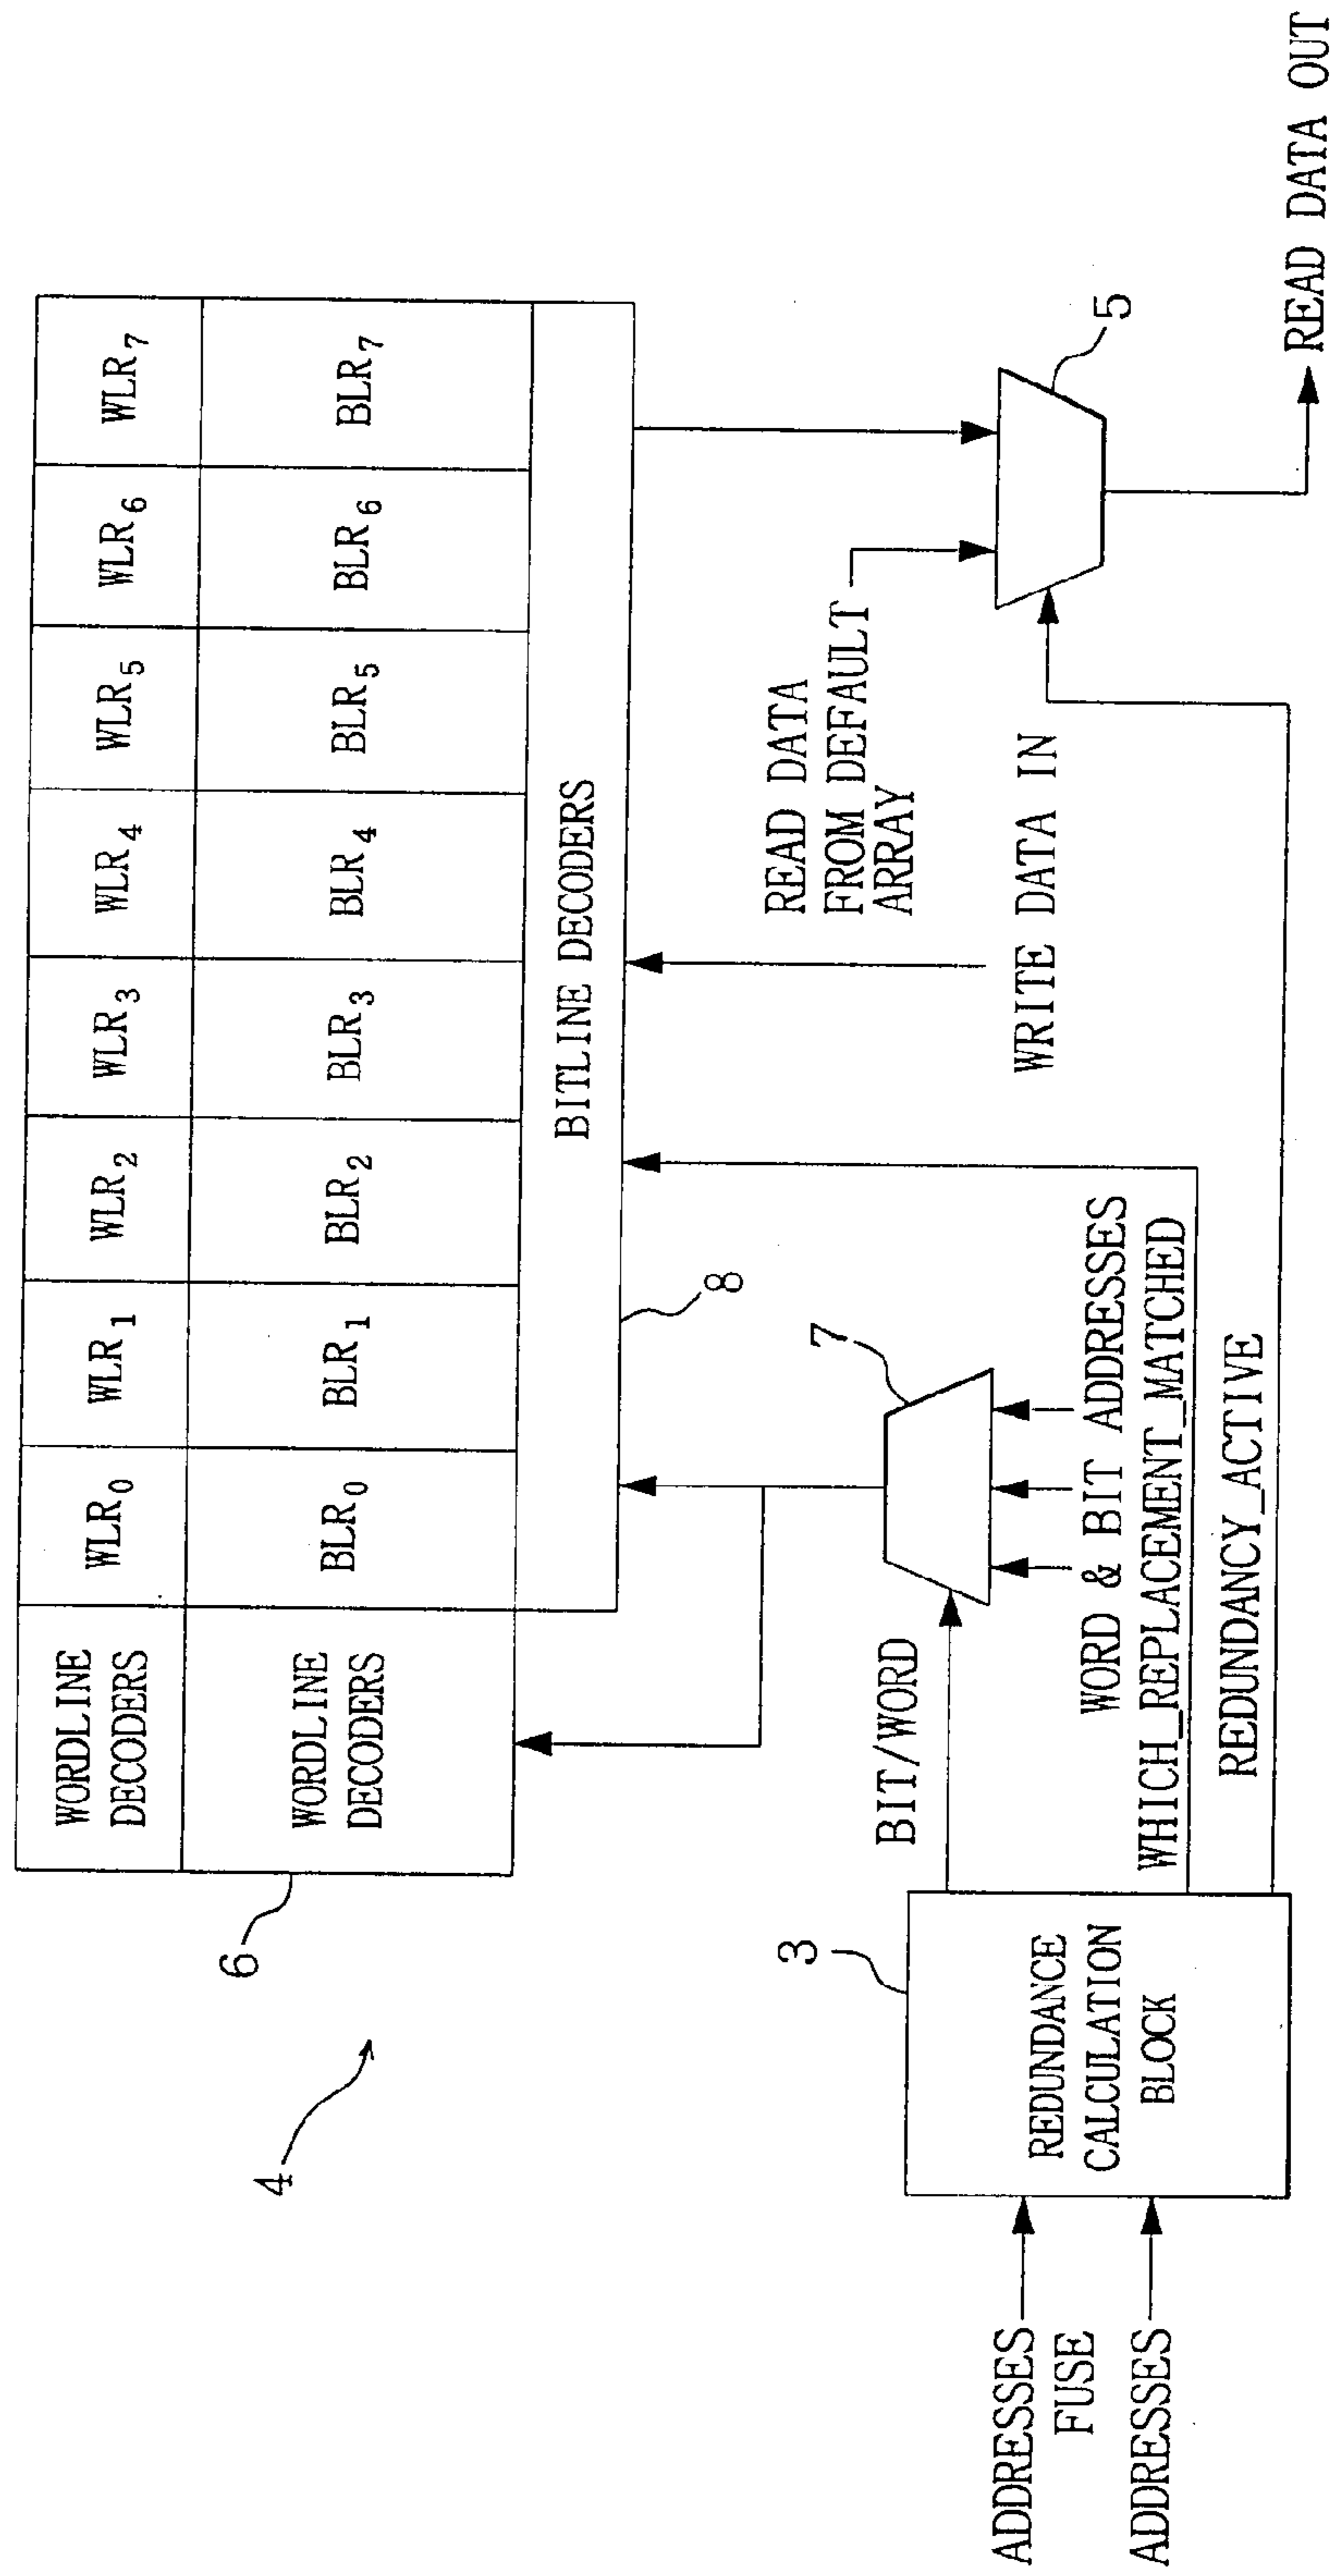 WORDLINE
DECODERS
WLR0
WLR1
WLR2
WLR3
WLR4
WLR5
WLR6
WLR7
WORDLINE
DECODERS
BLR0
BLR1
BLR2
BLR3
BLR4
BLR5
BLR6
BLR7
BITLINE DECODERS
6
8
4
7
5
3
READ DATA
FROM DEFAULT
ARRAY
WRITE DATA IN
BIT/WORD
WORD & BIT ADDRESSES
WHICH_REPLACEMENT_MATCHED
REDUNDANCY_ACTIVE
REDUNDANCE
CALCULATION
BLOCK
ADDRESSES
FUSE
ADDRESSES
READ DATA OUT